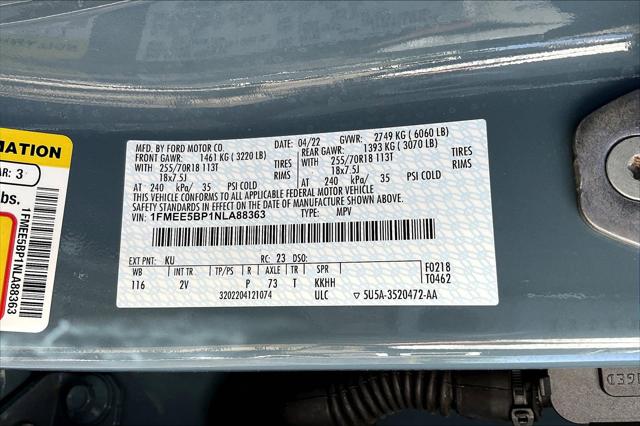 MATION
AR: 3
lbs.
1FMEE5BP1NLA88363
MFD. BY FORD MOTOR CO.
04/22 GVWR: 2749 KG ( 6060 LB)
FRONT GAWR: 1461 KG ( 3220 LB) REAR GAWR: 1393 KG ( 3070 LB)
WITH TIRES WITH TIRES
255/70R18 113T RIMS 255/70R18 113T RIMS
18x7.5J 18x7.5J
AT 240 kPa/ 35 PSI COLD AT 240 kPa/ 35 PSI COLD
THIS VEHICLE CONFORMS TO ALL APPLICABLE FEDERAL MOTOR VEHICLE
SAFETY STANDARDS IN EFFECT ON THE DATE OF MANUFACTURE SHOWN ABOVE.
VIN: 1FMEE5BP1NLA88363 TYPE: MPV
EXT PNT: KU RC: 23 DSO:
WB INT TR TP/PS R AXLE TR SPR F0218
116 2V P 73 T KKHH T0462
3202204121074 ULC 5U5A-3520472-AA